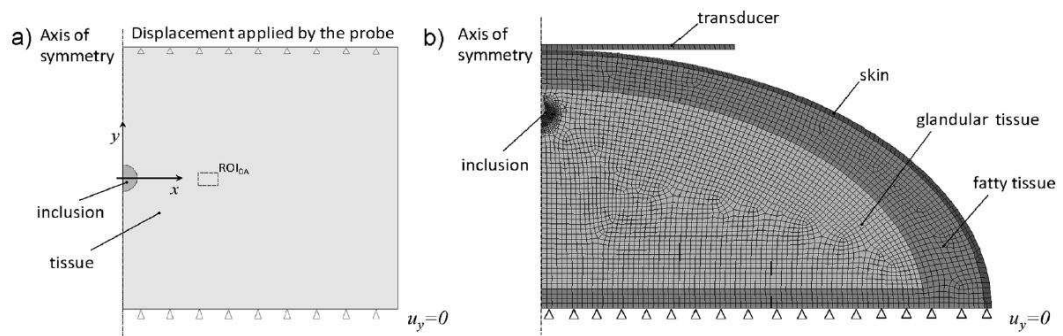 a) Axis of symmetry
Displacement applied by the probe
y
x
ROI_DA
inclusion
tissue
u_y=0
b) Axis of symmetry
transducer
skin
glandular tissue
inclusion
fatty tissue
u_y=0